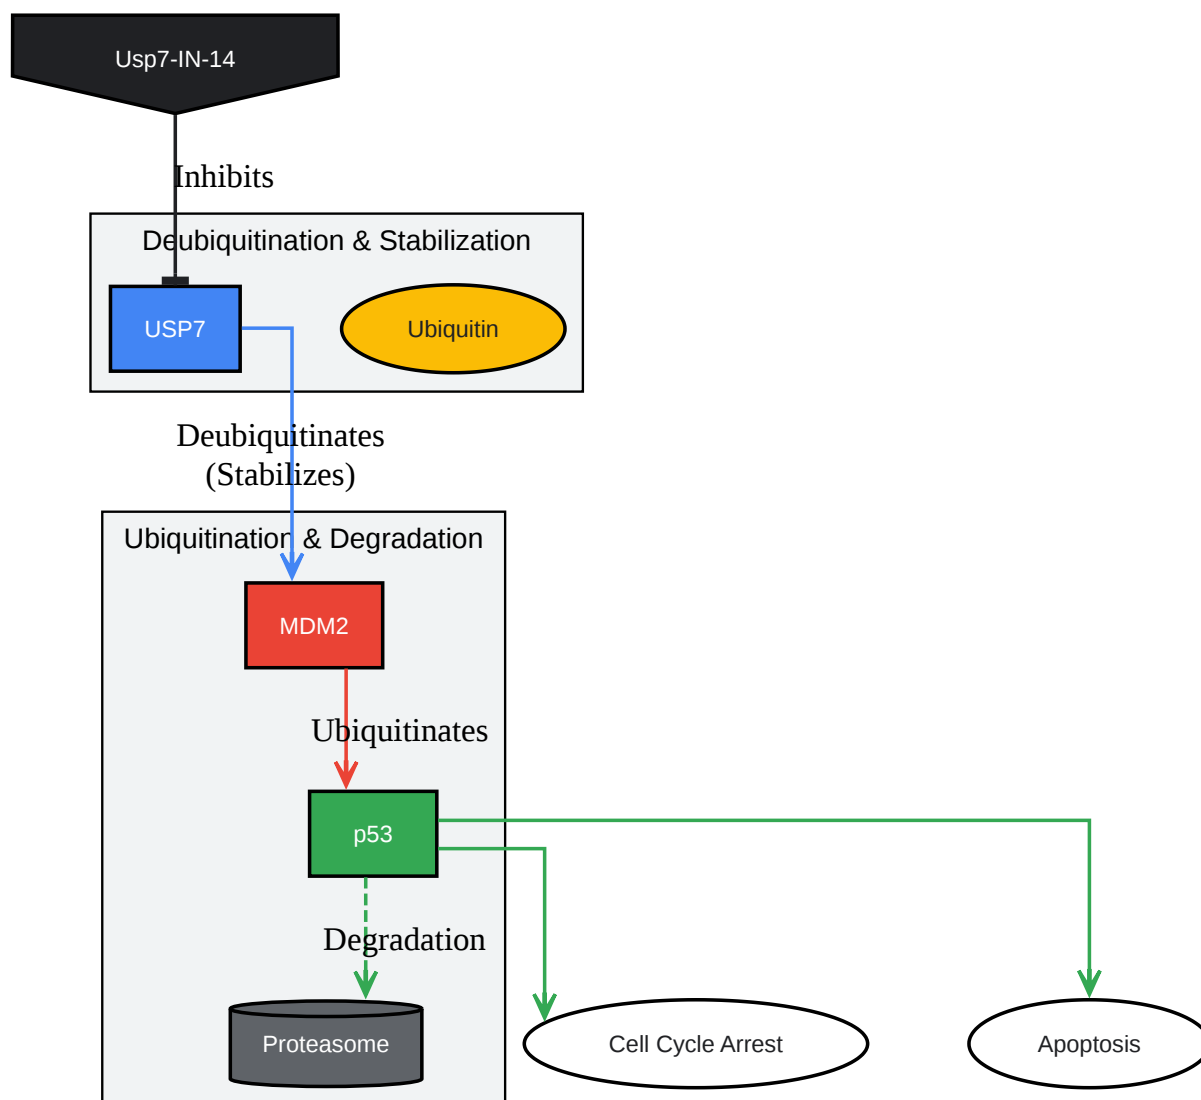 Usp7-IN-14
Inhibits
Deubiquitination & Stabilization
USP7
Ubiquitin
Deubiquitinates
(Stabilizes)
Ubiquitination & Degradation
MDM2
Ubiquitinates
p53
Degradation
Proteasome
Cell Cycle Arrest
Apoptosis